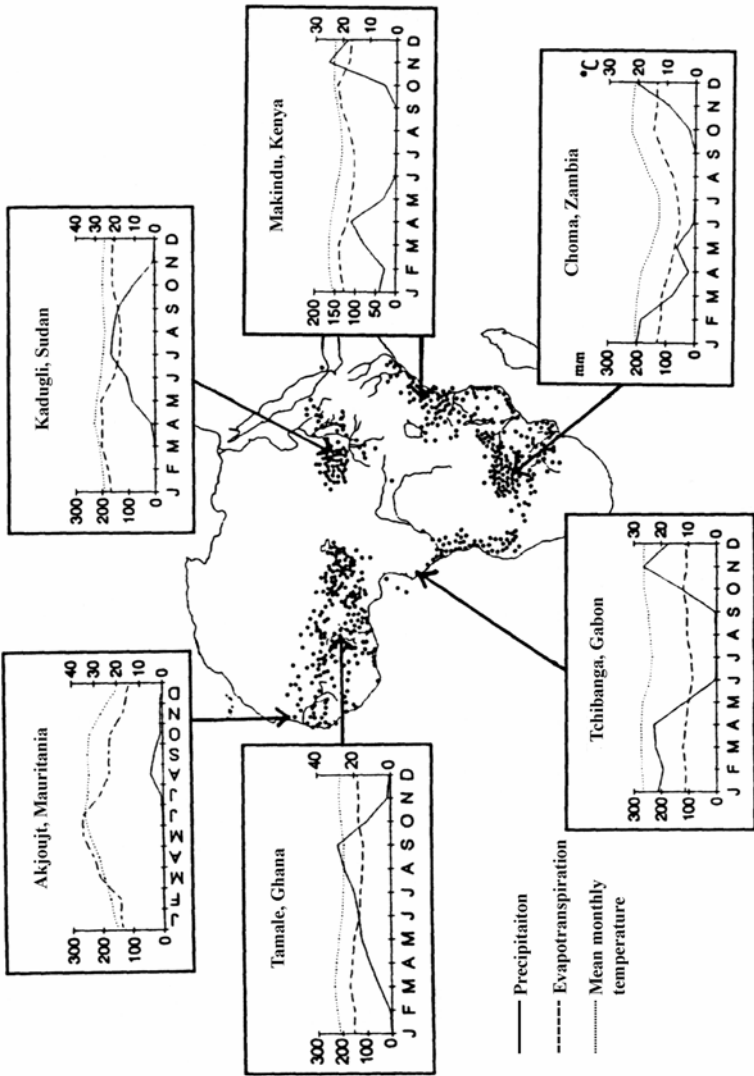 Akjoujt, Mauritania
300 40
200 30
15
100 10
0 0
J F M A M J A S O N D
Kadugli, Sudan
300 40
30
200 20
100 10
0 0
J F M A M J J A S O N D
Tamale, Ghana
300 40
200 20
100
0 0
J F M A M J J A S O N D
Makindu, Kenya
200 30
150 20
100 10
50
0 0
J F M A M J J A S O N D
Precipitaiton
Evapotranspiration
Mean monthly
temperature
Tchibanga, Gabon
300 30
200 20
100 10
0 0
J F M A M J J A S O N D
Choma, Zambia
mm °C
300 30
200 20
100 10
0 0
J F M A M J J A S O N D